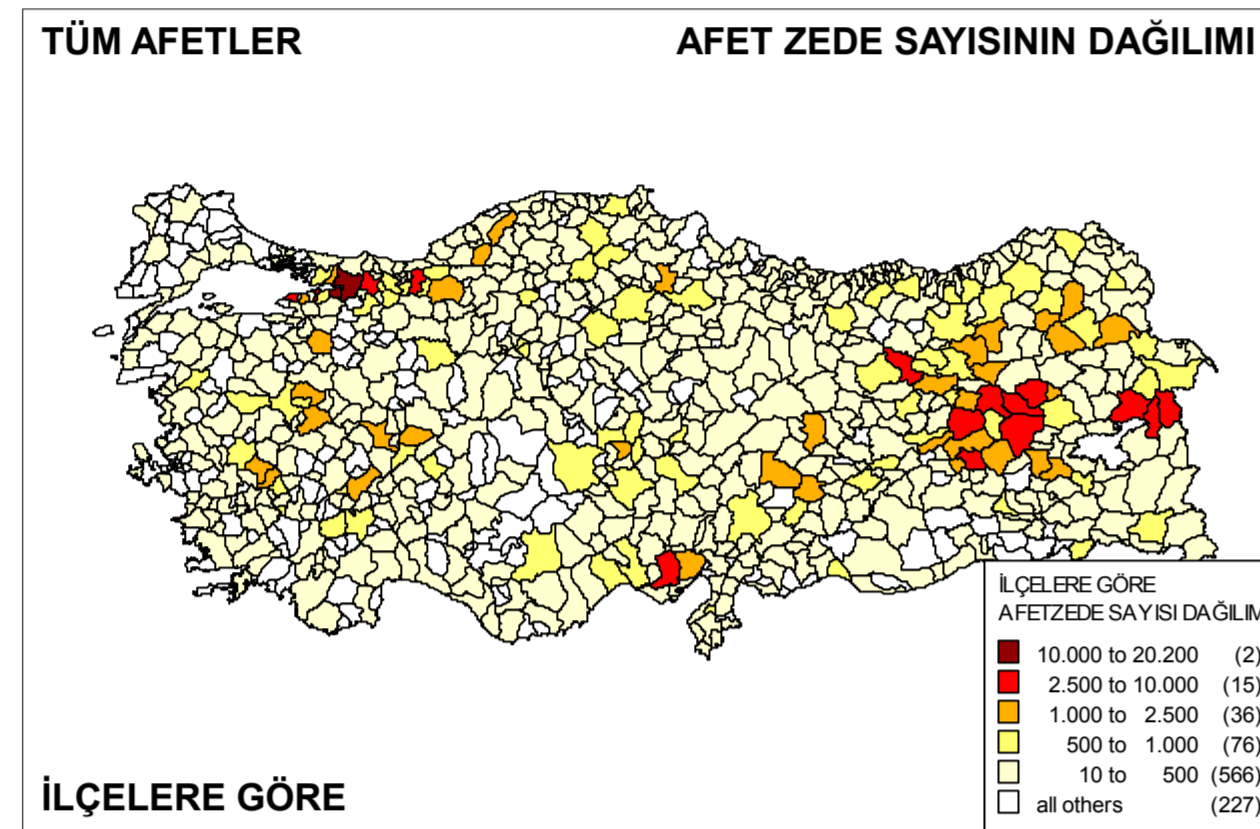 TÜM AFETLER
AFET ZEDE SAYISININ DAĞILIMI
İLÇELERE GÖRE
AFETZEDE SAYISI DAĞILIM
10.000 to 20.200 (2)
2.500 to 10.000 (15)
1.000 to 2.500 (36)
500 to 1.000 (76)
10 to 500 (566)
all others (227)
İLÇELERE GÖRE